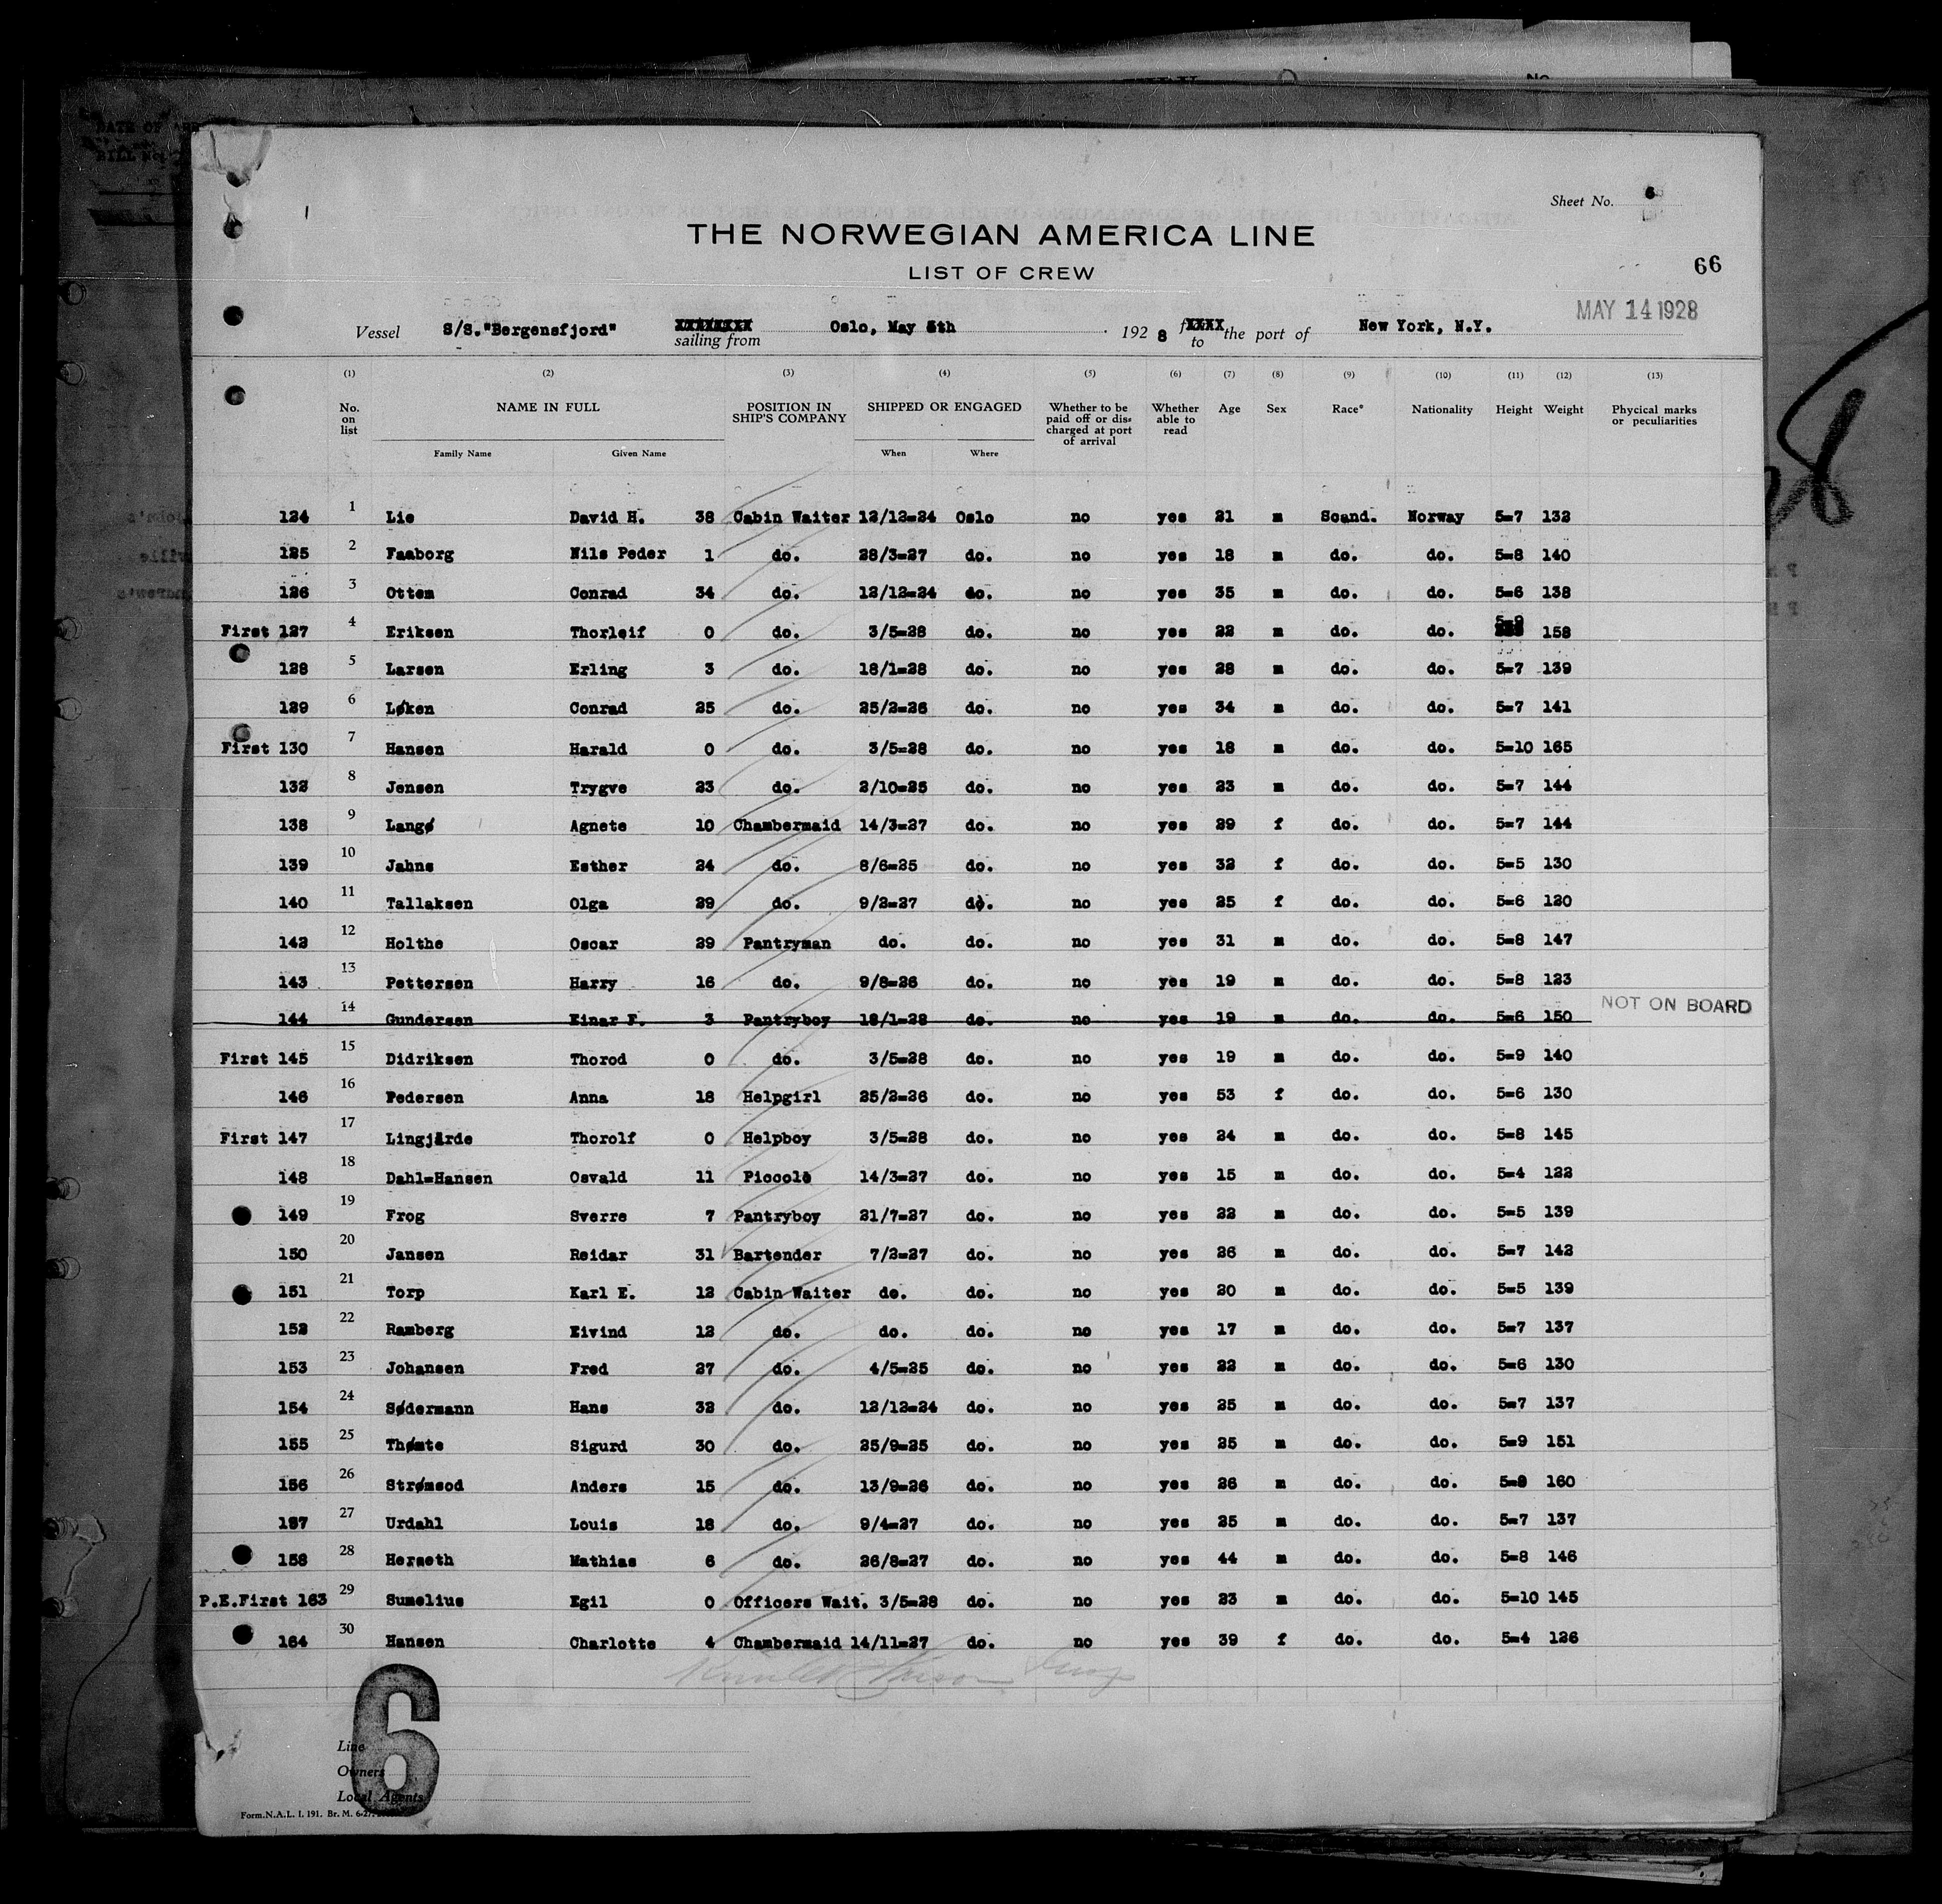 Sheet No. 6
THE NORWEGIAN AMERICA LINE
LIST OF CREW
66
MAY 14 1928
Vessel S/S."Bergensfjord" sailing from Oslo, May 5th 1928 to the port of New York, N.Y.
(1) (2) (3) (4) (5) (6) (7) (8) (9) (10) (11) (12) (13)
No. on list NAME IN FULL POSITION IN SHIP'S COMPANY SHIPPED OR ENGAGED Whether to be paid off or discharged at port of arrival Whether able to read Age Sex Race* Nationality Height Weight Phycical marks or peculiarities
Family Name Given Name When Where
124 1 Lie David H. 38 Cabin Waiter 12/12=24 Oslo no yes 21 m Scand. Norway 5=7 132
125 2 Faaborg Nils Peder 1 do. 28/3=27 do. no yes 18 m do. do. 5=8 140
126 3 Ottem Conrad 34 do. 12/12=24 do. no yes 35 m do. do. 5=6 138
First 127 4 Eriksen Thorleif 0 do. 3/5=28 do. no yes 22 m do. do. 5=9 158
128 5 Larsen Erling 3 do. 18/1=28 do. no yes 28 m do. do. 5=7 139
129 6 Løken Conrad 25 do. 25/2=26 do. no yes 34 m do. do. 5=7 141
First 130 7 Hansen Harald 0 do. 3/5=28 do. no yes 18 m do. do. 5=10 165
132 8 Jensen Trygve 23 do. 2/10=25 do. no yes 23 m do. do. 5=7 144
138 9 Langø Agnete 10 Chambermaid 14/3=27 do. no yes 29 f do. do. 5=7 144
139 10 Jahns Esther 24 do. 8/6=25 do. no yes 32 f do. do. 5=5 130
140 11 Tallaksen Olga 29 do. 9/2=27 do. no yes 25 f do. do. 5=6 120
142 12 Holthe Oscar 29 Pantryman do. do. no yes 31 m do. do. 5=8 147
143 13 Pettersen Harry 16 do. 9/8=26 do. no yes 19 m do. do. 5=8 123
144 14 Gundersen Einar F. 3 Pantryboy 18/1=28 do. no yes 19 m do. do. 5=6 150 NOT ON BOARD
First 145 15 Didriksen Thorod 0 do. 3/5=28 do. no yes 19 m do. do. 5=9 140
146 16 Pedersen Anna 18 Helpgirl 25/2=26 do. no yes 53 f do. do. 5=6 130
First 147 17 Lingjärde Thorolf 0 Helpboy 3/5=28 do. no yes 24 m do. do. 5=8 145
148 18 Dahl=Hansen Osvald 11 Piccolo 14/3=27 do. no yes 15 m do. do. 5=4 122
149 19 Frog Sverre 7 Pantryboy 21/7=27 do. no yes 22 m do. do. 5=5 139
150 20 Jansen Reidar 31 Bartender 7/2=27 do. no yes 26 m do. do. 5=7 142
151 21 Torp Karl E. 12 Cabin Waiter do. do. no yes 20 m do. do. 5=5 139
152 22 Ramberg Eivind 12 do. do. do. no yes 17 m do. do. 5=7 137
153 23 Johansen Fred 27 do. 4/5=25 do. no yes 22 m do. do. 5=6 130
154 24 Sødermann Hans 32 do. 12/12=24 do. no yes 25 m do. do. 5=7 137
155 25 Thømte Sigurd 30 do. 25/9=25 do. no yes 25 m do. do. 5=9 151
156 26 Strømsod Anders 15 do. 13/9=26 do. no yes 26 m do. do. 5=9 160
157 27 Urdahl Louis 18 do. 9/4=27 do. no yes 25 m do. do. 5=7 137
158 28 Herseth Mathias 6 do. 26/8=27 do. no yes 44 m do. do. 5=8 146
P.E.First 163 29 Sumelius Egil 0 Officers Wait. 3/5=28 do. no yes 23 m do. do. 5=10 145
164 30 Hansen Charlotte 4 Chambermaid 14/11=27 do. no yes 39 f do. do. 5=4 126
6
Line
Owners
Local Agents
Form.N.A.L. I. 191. Br. M. 6-27.